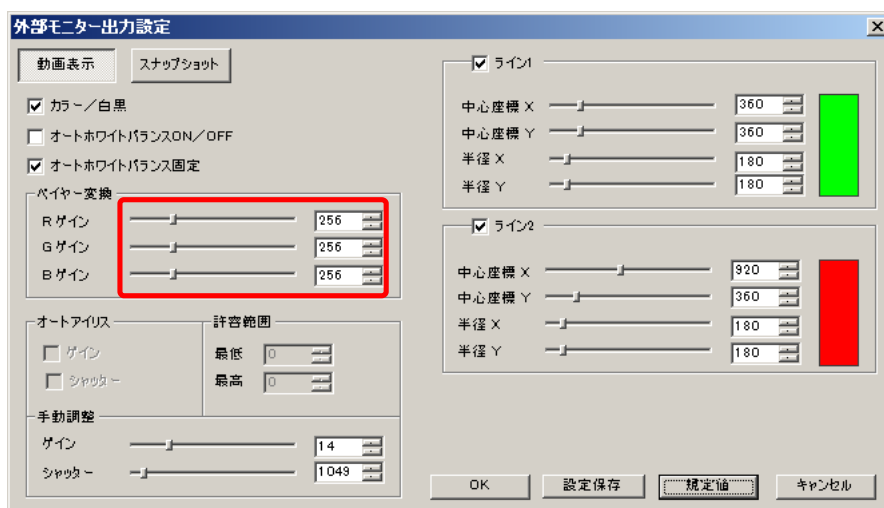 外部モニター出力設定
動画表示 スナップショット
カラー／白黒
オートホワイトバランスON／OFF
オートホワイトバランス固定
ベイヤー変換
R ゲイン 256
G ゲイン 256
B ゲイン 256
オートアイリス 許容範囲
ゲイン 最低 0
シャッター 最高 0
手動調整
ゲイン 14
シャッター 1049
ライン1
中心座標 X 360
中心座標 Y 360
半径 X 180
半径 Y 180
ライン2
中心座標 X 920
中心座標 Y 360
半径 X 180
半径 Y 180
OK 設定保存 規定値 キャンセル